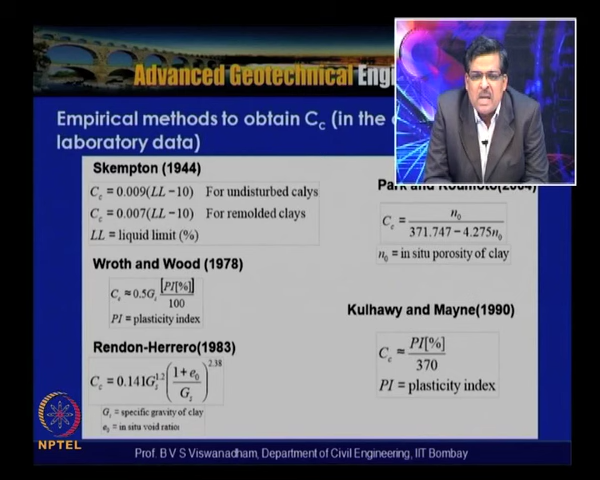 Advanced Geotechnical Engi
Empirical methods to obtain Cc (in the
laboratory data)
Skempton (1944)
Cc = 0.009(LL −10) For undisturbed calys
Cc = 0.007(LL −10) For remolded clays
LL = liquid limit (%)
Wroth and Wood (1978)
Cc ≈ 0.5Gs [PI[%]]/100
PI = plasticity index
Rendon-Herrero(1983)
Cc = 0.141Gs^1.2 ((1+e0)/Gs)^2.38
Gs = specific gravity of clay
e0 = in situ void ratio
Cc = n0/(371.747−4.275n0)
n0 = in situ porosity of clay
Kulhawy and Mayne(1990)
Cc ≈ PI[%]/370
PI = plasticity index
NPTEL
Prof. B V S Viswanadham, Department of Civil Engineering, IIT Bombay